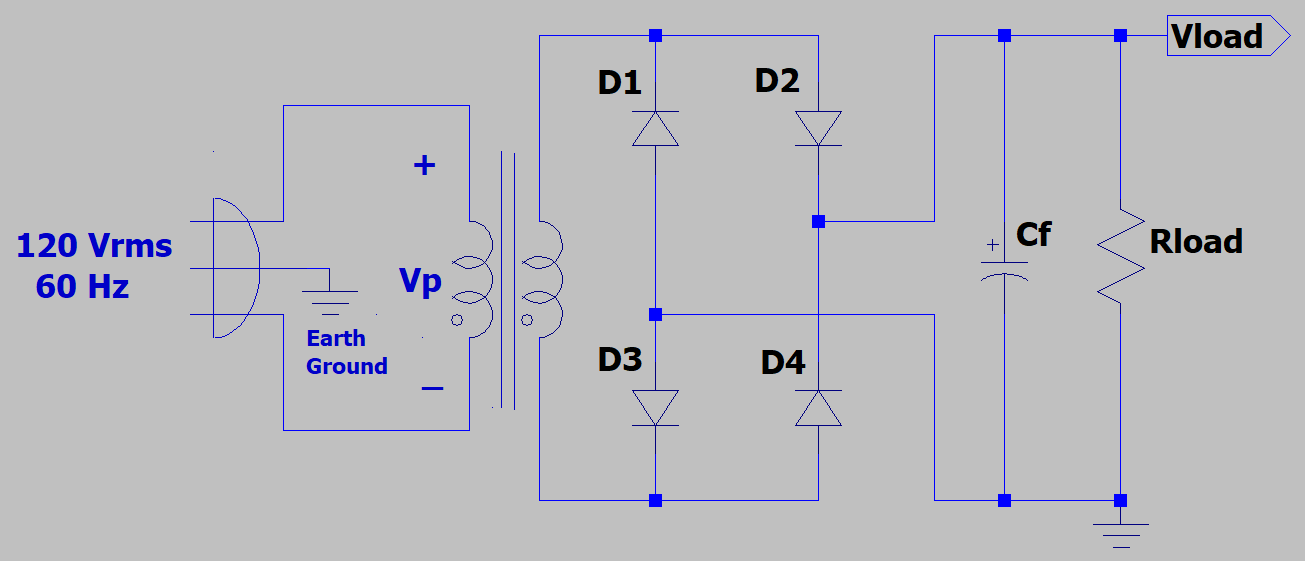 Vload
D1
D2
+
120 Vrms
60 Hz
Vp
+
Cf
Rload
Earth
Ground
D3
D4
−